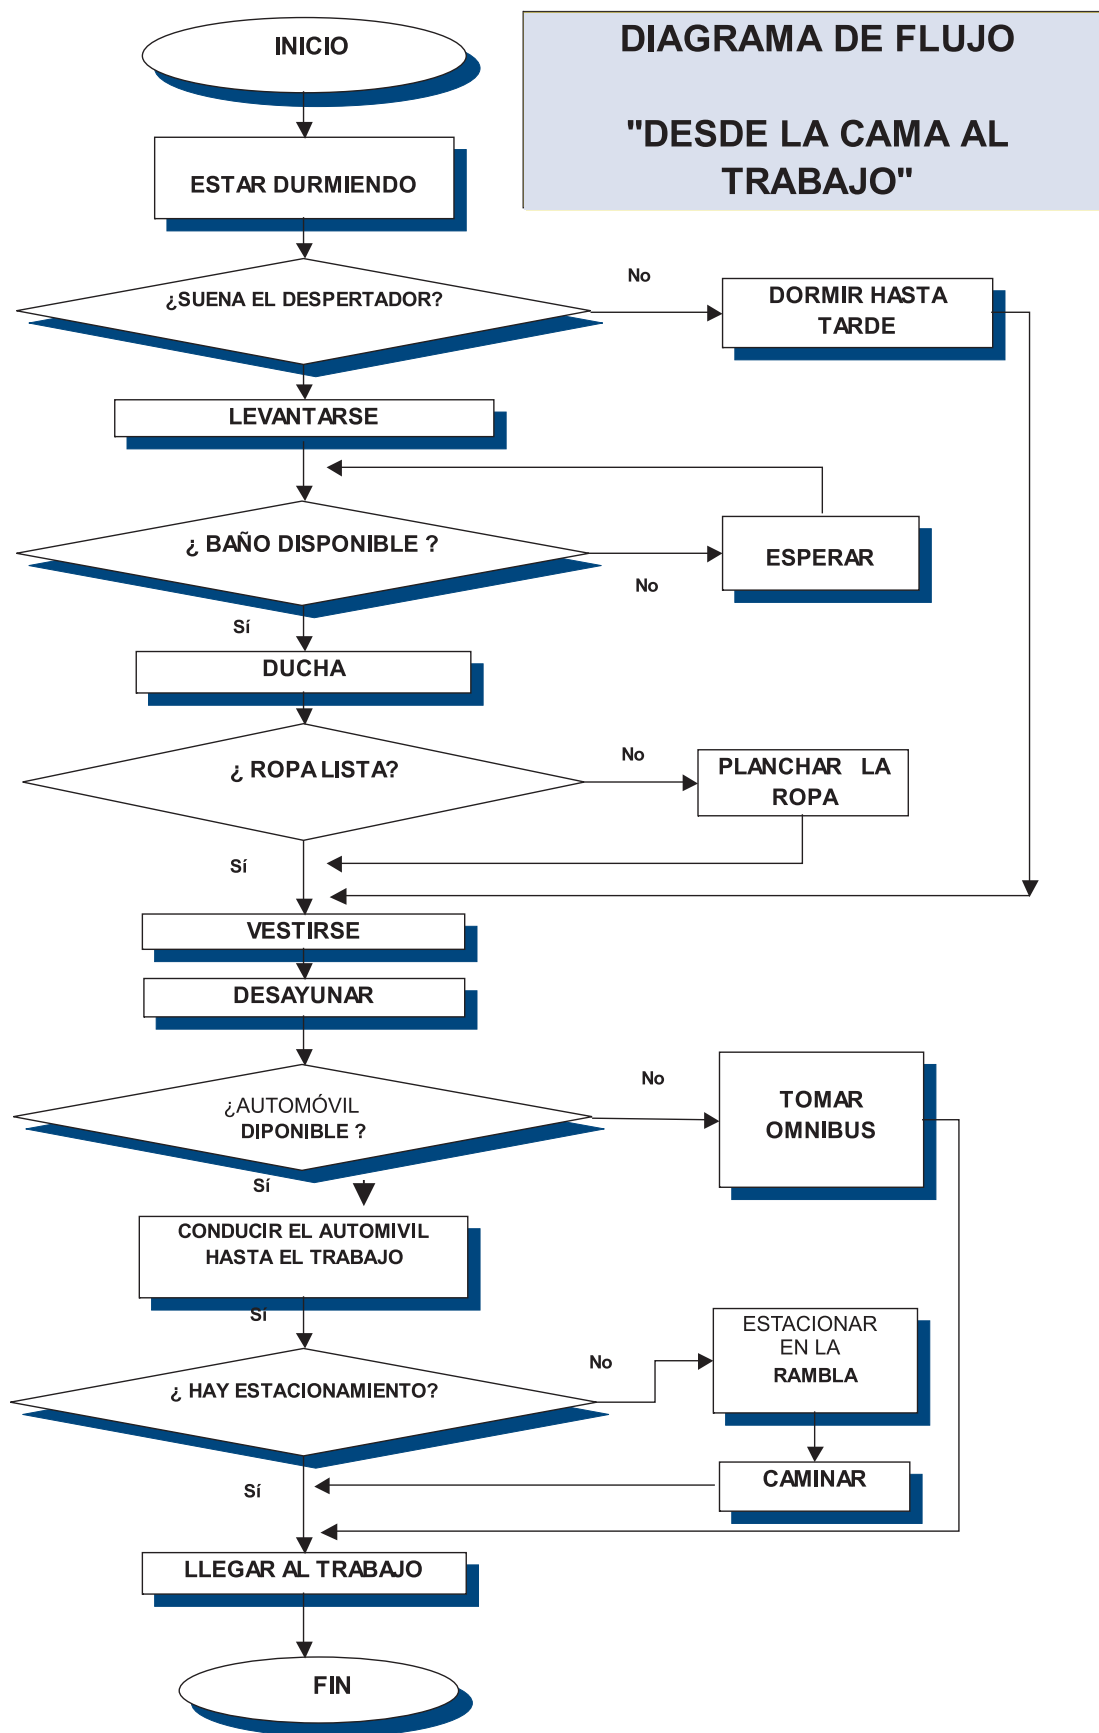 INICIO
DIAGRAMA DE FLUJO
"DESDE LA CAMA AL
TRABAJO"
ESTAR DURMIENDO
¿SUENA EL DESPERTADOR?
No
DORMIR HASTA
TARDE
LEVANTARSE
¿ BAÑO DISPONIBLE ?
No
ESPERAR
Sí
DUCHA
¿ ROPA LISTA?
No
PLANCHAR LA
ROPA
Sí
VESTIRSE
DESAYUNAR
¿AUTOMÓVIL
DIPONIBLE ?
No
TOMAR
OMNIBUS
Sí
CONDUCIR EL AUTOMIVIL
HASTA EL TRABAJO
Sí
¿ HAY ESTACIONAMIENTO?
No
ESTACIONAR
EN LA
RAMBLA
CAMINAR
Sí
LLEGAR AL TRABAJO
FIN